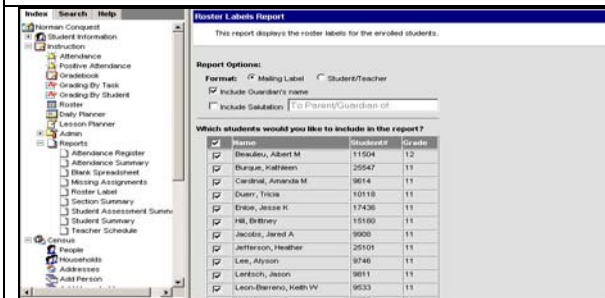 Index Search Help
Norman Conquest
Student Information
Instruction
Attendance
Positive Attendance
Gradebook
Grading By Task
Grading By Student
Roster
Daily Planner
Lesson Planner
Admin
Reports
Attendance Register
Attendance Summary
Blank Spreadsheet
Missing Assignments
Roster Label
Section Summary
Student Assessment Summ
Student Summary
Teacher Schedule
Census
People
Households
Addresses
Add Person
Roster Labels Report
This report displays the roster labels for the enrolled students.
Report Options:
Format: Mailing Label Student/Teacher
Include Guardian's name
Include Salutation To Parent/Guardian of
Which students would you like to include in the report?
Name Student# Grade
Beaulieu, Albert M 11504 12
Burque, Kathleen 25547 11
Cardinal, Amanda M 9614 11
Duerr, Tricia 10118 11
Enloe, Jesse K 17436 11
Hill, Brittney 15180 11
Jacobs, Jared A 9908 11
Jefferson, Heather 25101 11
Lee, Alyson 9746 11
Lentsch, Jason 9811 11
Leon-Barreno, Keith W 9533 11